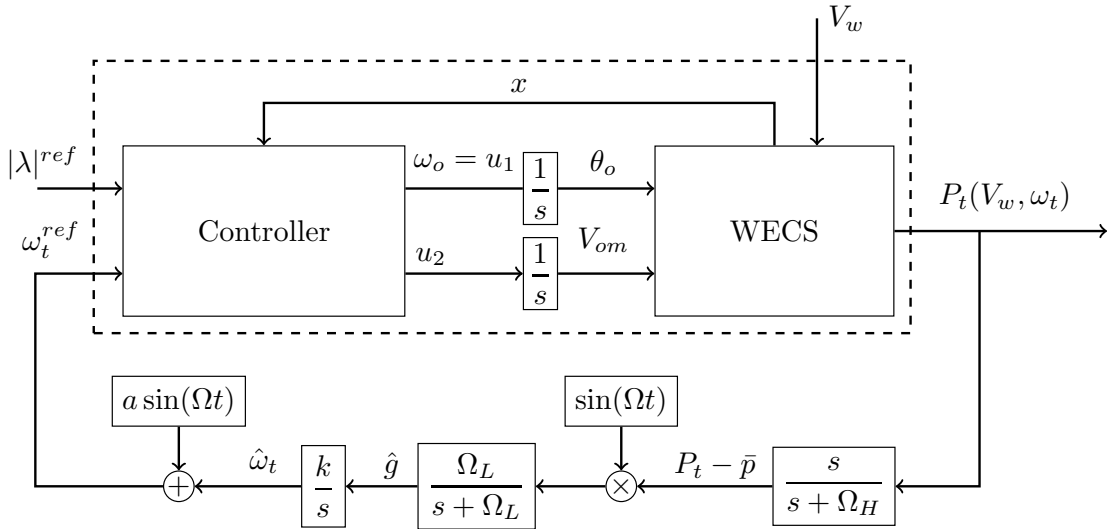 V_w
x
|λ|^{ref}
ω_o = u_1
1/s
θ_o
P_t(V_w, ω_t)
Controller
WECS
ω_t^{ref}
u_2
1/s
V_{om}
a sin(Ωt)
sin(Ωt)
ω̂_t
k/s
ĝ
Ω_L/(s + Ω_L)
P_t − p̄
s/(s + Ω_H)
+
×